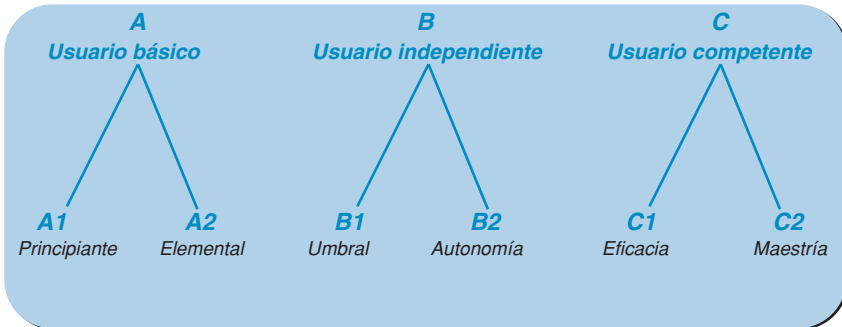 A B C
Usuario básico Usuario independiente Usuario competente
A1 A2 B1 B2 C1 C2
Principiante Elemental Umbral Autonomía Eficacia Maestría